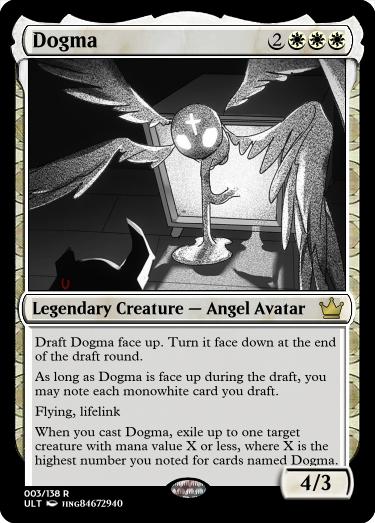 Dogma 2
Legendary Creature — Angel Avatar
Draft Dogma face up. Turn it face down at the end
of the draft round.
As long as Dogma is face up during the draft, you
may note each monowhite card you draft.
Flying, lifelink
When you cast Dogma, exile up to one target
creature with mana value X or less, where X is the
highest number you noted for cards named Dogma.
4/3
003/138 R
ULT 1ING84672940